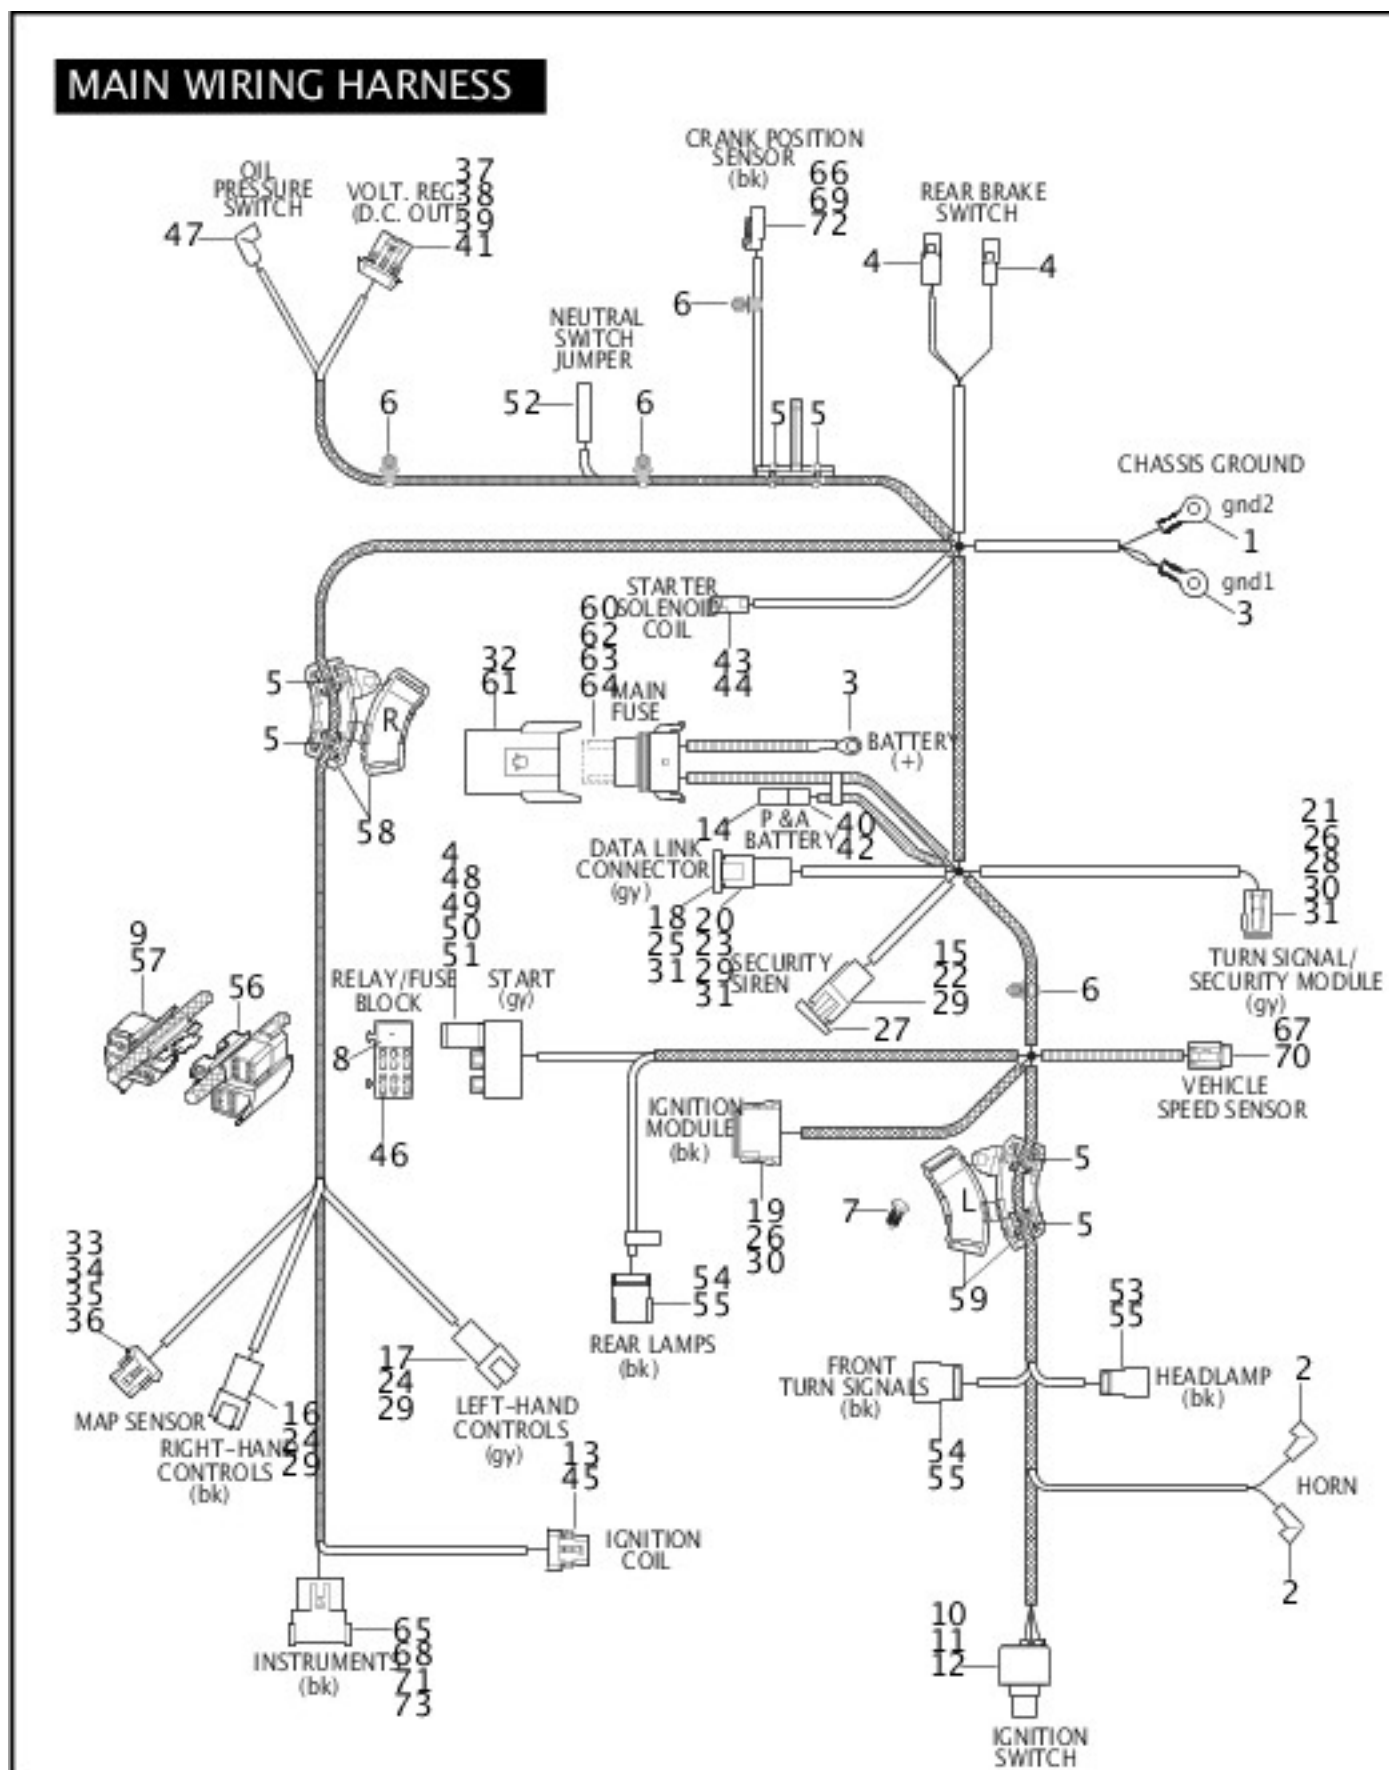 MAIN WIRING HARNESS
OIL
PRESSURE
SWITCH
47
VOLT. REG
(D.C. OUT)
37
38
39
41
CRANK POSITION
SENSOR
(bk)
66
69
72
REAR BRAKE
SWITCH
4
4
6
NEUTRAL
SWITCH
JUMPER
6
52
6
5
5
CHASSIS GROUND
gnd2
1
gnd1
3
STARTER
SOLENOID
COIL
43
44
60
62
63
64
32
61
MAIN
FUSE
3
BATTERY
(+)
5
5
R
58
14
P & A
BATTERY
40
42
DATA LINK
CONNECTOR
(gy)
18
25
31
20
23
29
31
21
26
28
30
31
TURN SIGNAL/
SECURITY MODULE
(gy)
SECURITY
SIREN
15
22
29
27
6
4
48
49
50
51
START
(gy)
RELAY/FUSE
BLOCK
8
46
9
57
56
67
70
VEHICLE
SPEED SENSOR
IGNITION
MODULE
(bk)
19
26
30
7
L
5
5
59
54
55
REAR LAMPS
(bk)
33
34
35
36
MAP SENSOR
16
24
29
RIGHT-HAND
CONTROLS
(bk)
17
24
29
LEFT-HAND
CONTROLS
(gy)
53
55
HEADLAMP
(bk)
FRONT
TURN SIGNALS
(bk)
54
55
2
HORN
2
13
45
IGNITION
COIL
INSTRUMENTS
(bk)
65
68
71
73
10
11
12
IGNITION
SWITCH